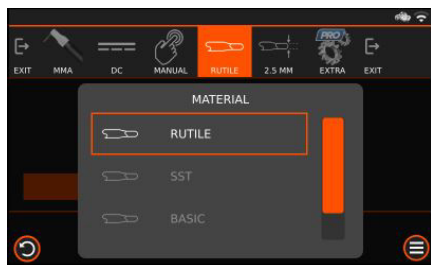 PRO
EXIT MMA DC MANUAL RUTILE 2.5 MM EXTRA EXIT
MATERIAL
RUTILE
SST
BASIC